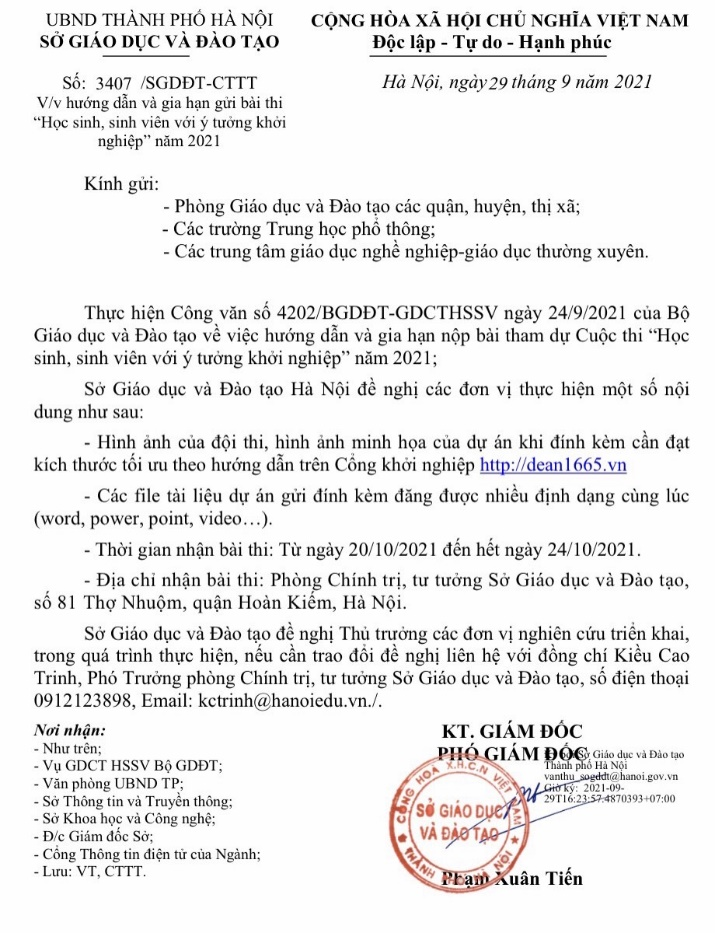 UBND THÀNH PHỐ HÀ NỘI
SỞ GIÁO DỤC VÀ ĐÀO TẠO
CỘNG HÒA XÃ HỘI CHỦ NGHĨA VIỆT NAM
Độc lập - Tự do - Hạnh phúc
Số: 3407 /SGDĐT-CTTT
V/v hướng dẫn và gia hạn gửi bài thi
“Học sinh, sinh viên với ý tưởng khởi
nghiệp” năm 2021
Hà Nội, ngày 29 tháng 9 năm 2021
Kính gửi:
- Phòng Giáo dục và Đào tạo các quận, huyện, thị xã;
- Các trường Trung học phổ thông;
- Các trung tâm giáo dục nghề nghiệp-giáo dục thường xuyên.
Thực hiện Công văn số 4202/BGDĐT-GDCTHSSV ngày 24/9/2021 của Bộ
Giáo dục và Đào tạo về việc hướng dẫn và gia hạn nộp bài tham dự Cuộc thi “Học
sinh, sinh viên với ý tưởng khởi nghiệp” năm 2021;
Sở Giáo dục và Đào tạo Hà Nội đề nghị các đơn vị thực hiện một số nội
dung như sau:
- Hình ảnh của đội thi, hình ảnh minh họa của dự án khi đính kèm cần đạt
kích thước tối ưu theo hướng dẫn trên Cổng khởi nghiệp http://dean1665.vn
- Các file tài liệu dự án gửi đính kèm đăng được nhiều định dạng cùng lúc
(word, power, point, video…).
- Thời gian nhận bài thi: Từ ngày 20/10/2021 đến hết ngày 24/10/2021.
- Địa chỉ nhận bài thi: Phòng Chính trị, tư tưởng Sở Giáo dục và Đào tạo,
số 81 Thợ Nhuộm, quận Hoàn Kiếm, Hà Nội.
Sở Giáo dục và Đào tạo đề nghị Thủ trưởng các đơn vị nghiên cứu triển khai,
trong quá trình thực hiện, nếu cần trao đổi đề nghị liên hệ với đồng chí Kiều Cao
Trinh, Phó Trưởng phòng Chính trị, tư tưởng Sở Giáo dục và Đào tạo, số điện thoại
0912123898, Email: kctrinh@hanoiedu.vn./.
Nơi nhận:
- Như trên;
- Vụ GDCT HSSV Bộ GDĐT;
- Văn phòng UBND TP;
- Sở Thông tin và Truyền thông;
- Sở Khoa học và Công nghệ;
- Đ/c Giám đốc Sở;
- Cổng Thông tin điện tử của Ngành;
- Lưu: VT, CTTT.
KT. GIÁM ĐỐC
PHÓ GIÁM ĐỐC
Sở Giáo dục và Đào tạo
Thành phố Hà Nội
vanthu_sogddt@hanoi.gov.vn
Giờ ký: 2021-09-
29T16:23:57.4870393+07:00
CỘNG HÒA X.H.C.N VIỆT NAM
SỞ GIÁO DỤC
VÀ ĐÀO TẠO
THÀNH PHỐ HÀ NỘI
Phạm Xuân Tiến